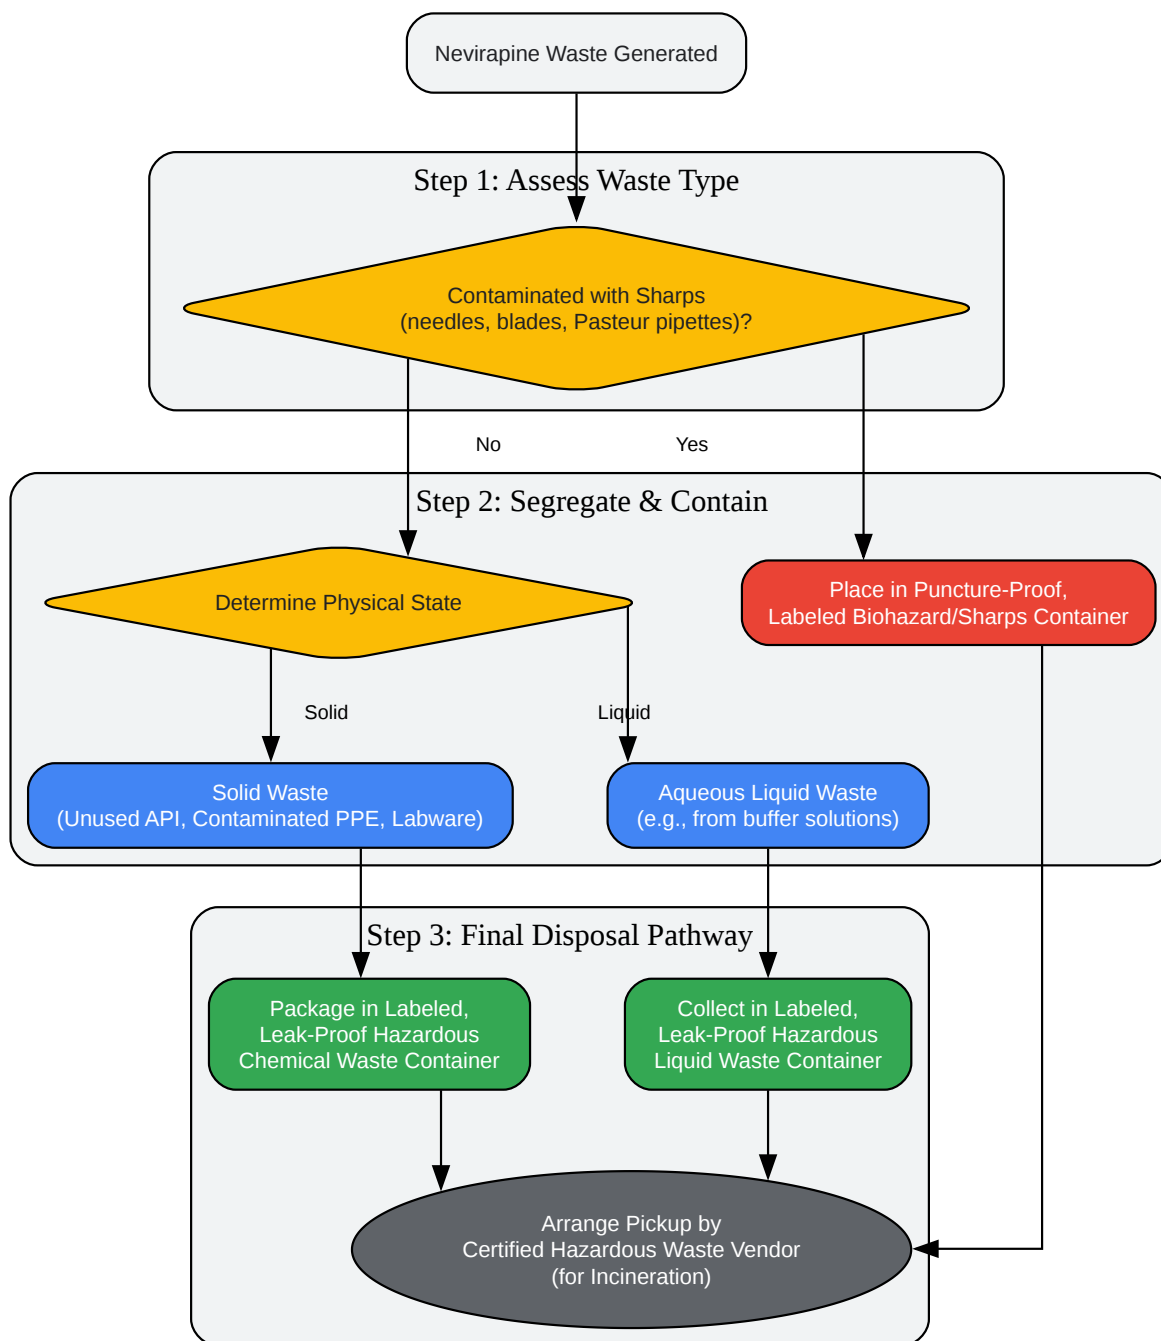 Nevirapine Waste Generated
Step 1: Assess Waste Type
Contaminated with Sharps
(needles, blades, Pasteur pipettes)?
No
Yes
Step 2: Segregate & Contain
Determine Physical State
Place in Puncture-Proof,
Labeled Biohazard/Sharps Container
Solid
Liquid
Solid Waste
(Unused API, Contaminated PPE, Labware)
Aqueous Liquid Waste
(e.g., from buffer solutions)
Step 3: Final Disposal Pathway
Package in Labeled,
Leak-Proof Hazardous
Chemical Waste Container
Collect in Labeled,
Leak-Proof Hazardous
Liquid Waste Container
Arrange Pickup by
Certified Hazardous Waste Vendor
(for Incineration)